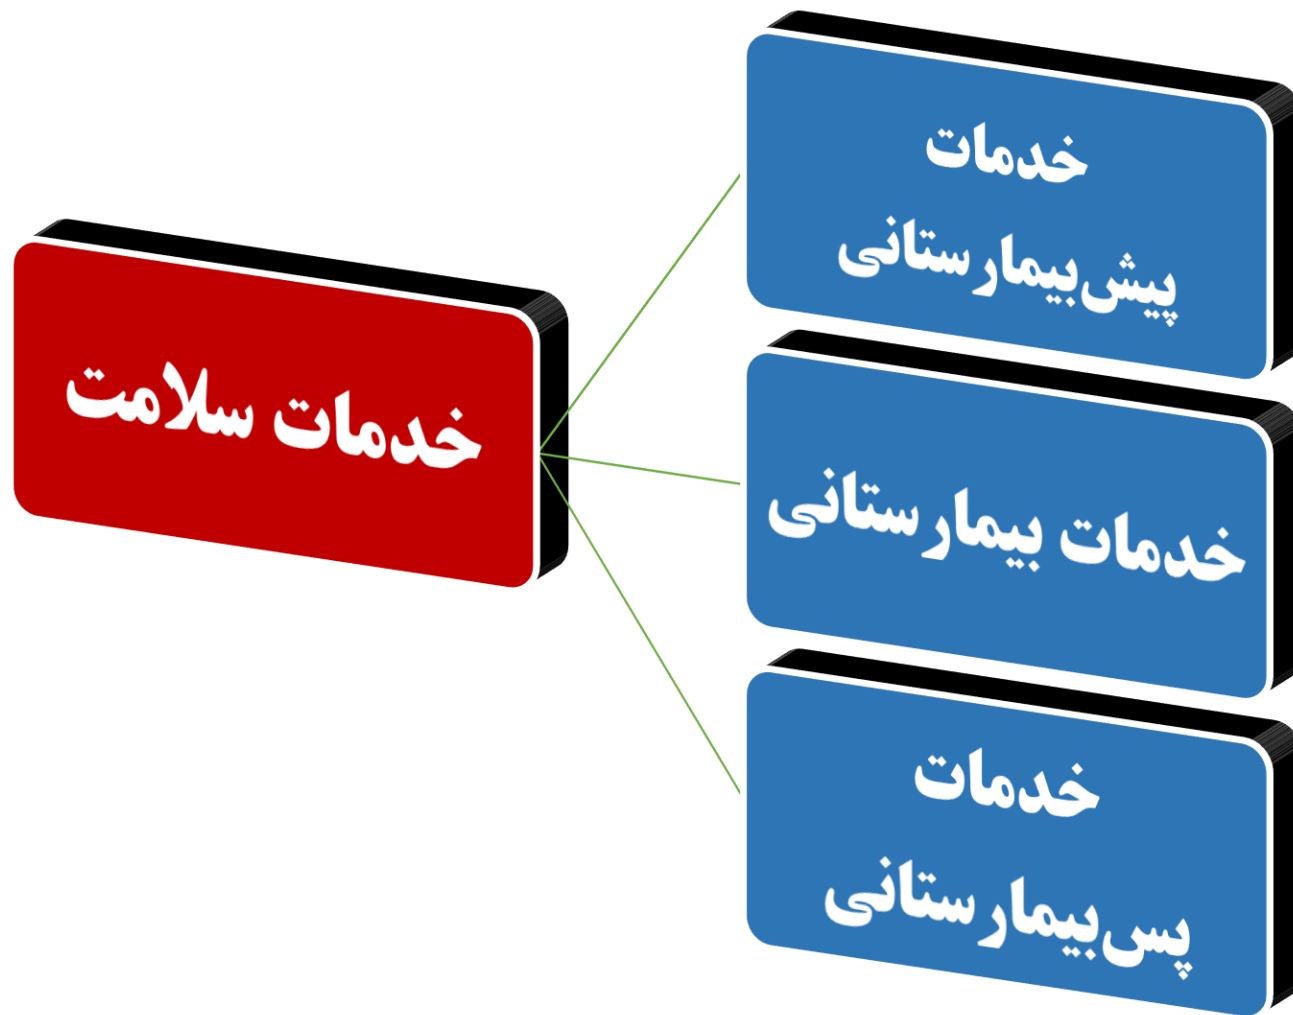 خدمات سلامت
خدمات
پیش‌بیمارستانی
خدمات بیمارستانی
خدمات
پس‌بیمارستانی